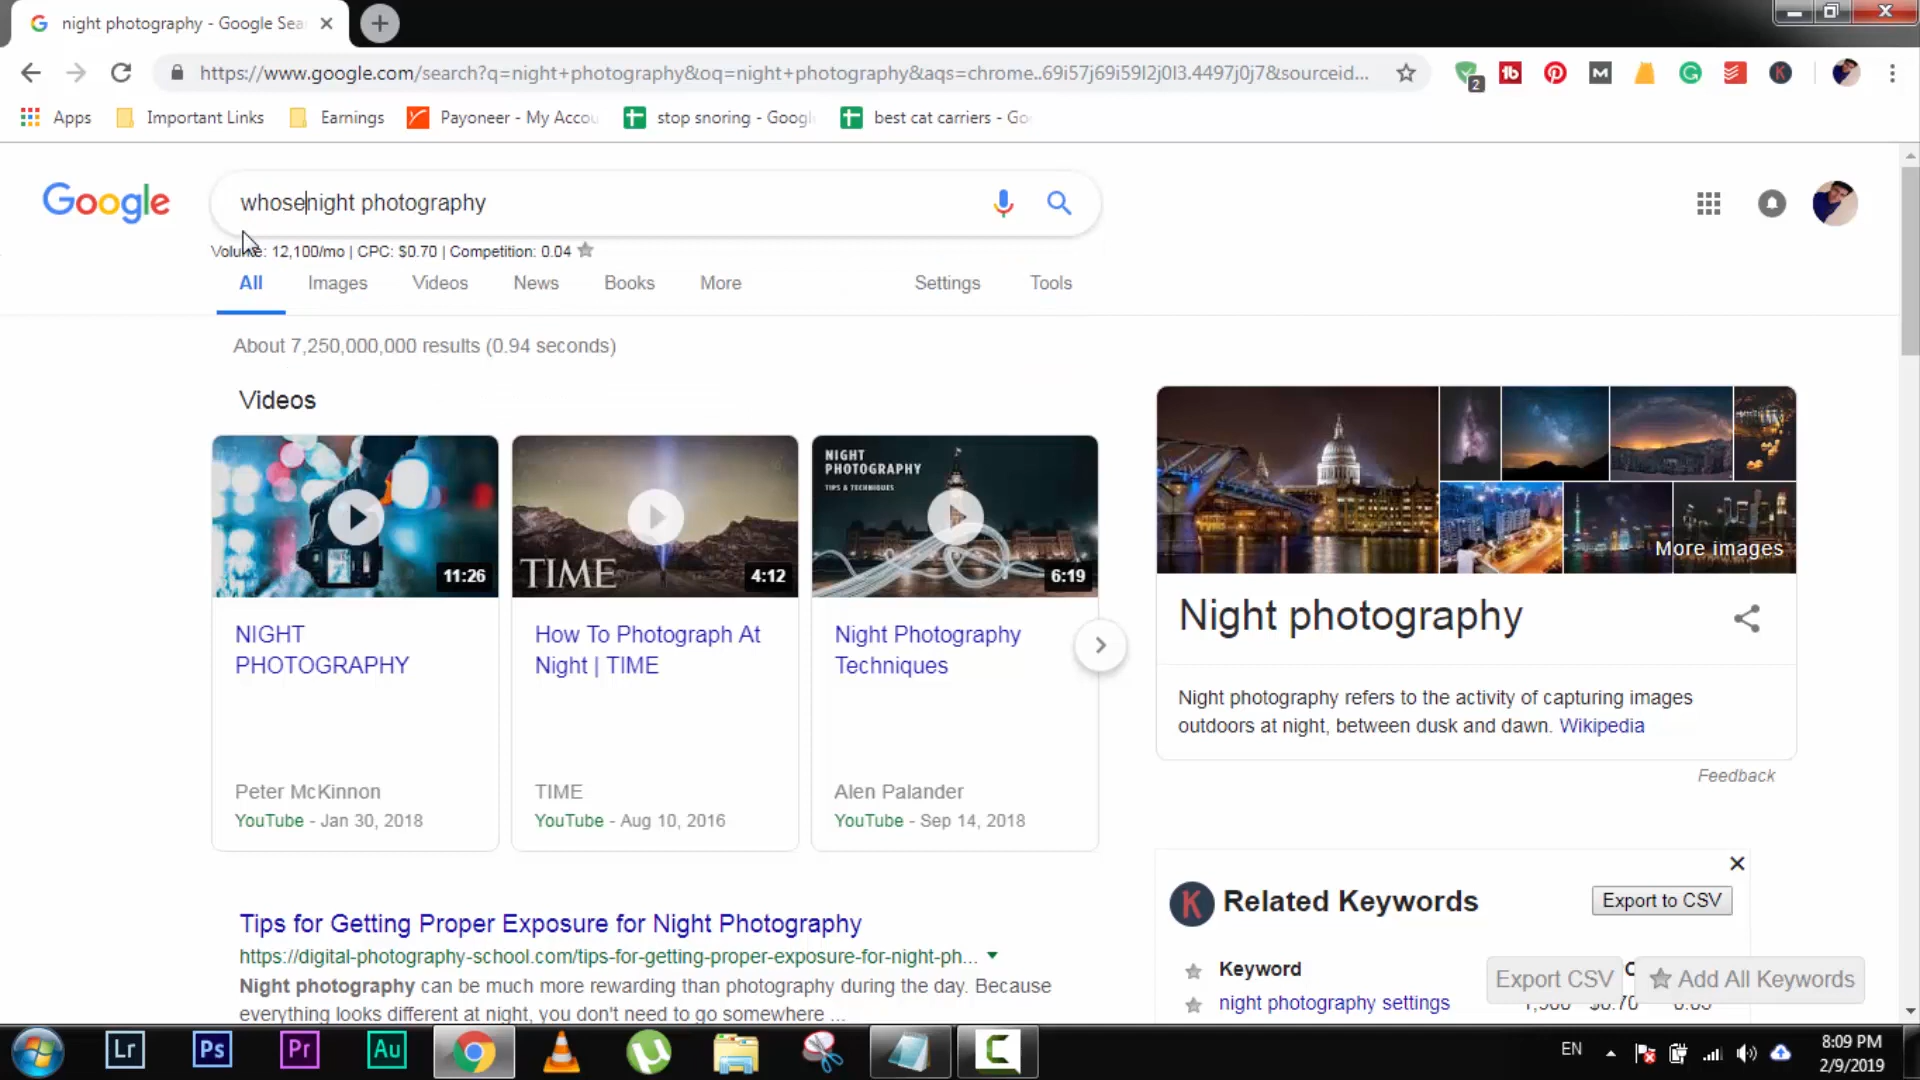 night photography - Google Sea
https://www.google.com/search?q=night+photography&oq=night+photography&aqs=chrome..69i57j69i59l2j0l3.4497j0j7&sourceid...
2
Apps
Important Links
Earnings
Payoneer - My Accou
stop snoring - Googl
best cat carriers - Go
Google
whosenight photography
Volume: 12,100/mo | CPC: $0.70 | Competition: 0.04
All
Images
Videos
News
Books
More
Settings
Tools
About 7,250,000,000 results (0.94 seconds)
Videos
11:26
TIME
4:12
NIGHT
PHOTOGRAPHY
TIPS & TECHNIQUES
6:19
NIGHT
PHOTOGRAPHY
Peter McKinnon
YouTube - Jan 30, 2018
How To Photograph At
Night | TIME
TIME
YouTube - Aug 10, 2016
Night Photography
Techniques
Alen Palander
YouTube - Sep 14, 2018
More images
Night photography
Night photography refers to the activity of capturing images
outdoors at night, between dusk and dawn. Wikipedia
Feedback
Tips for Getting Proper Exposure for Night Photography
https://digital-photography-school.com/tips-for-getting-proper-exposure-for-night-ph...
Night photography can be much more rewarding than photography during the day. Because
everything looks different at night, you don't need to go somewhere ...
K
Related Keywords
Export to CSV
Keyword
Export CSV
Add All Keywords
night photography settings
Lr
Ps
Pr
Au
EN
8:09 PM
2/9/2019